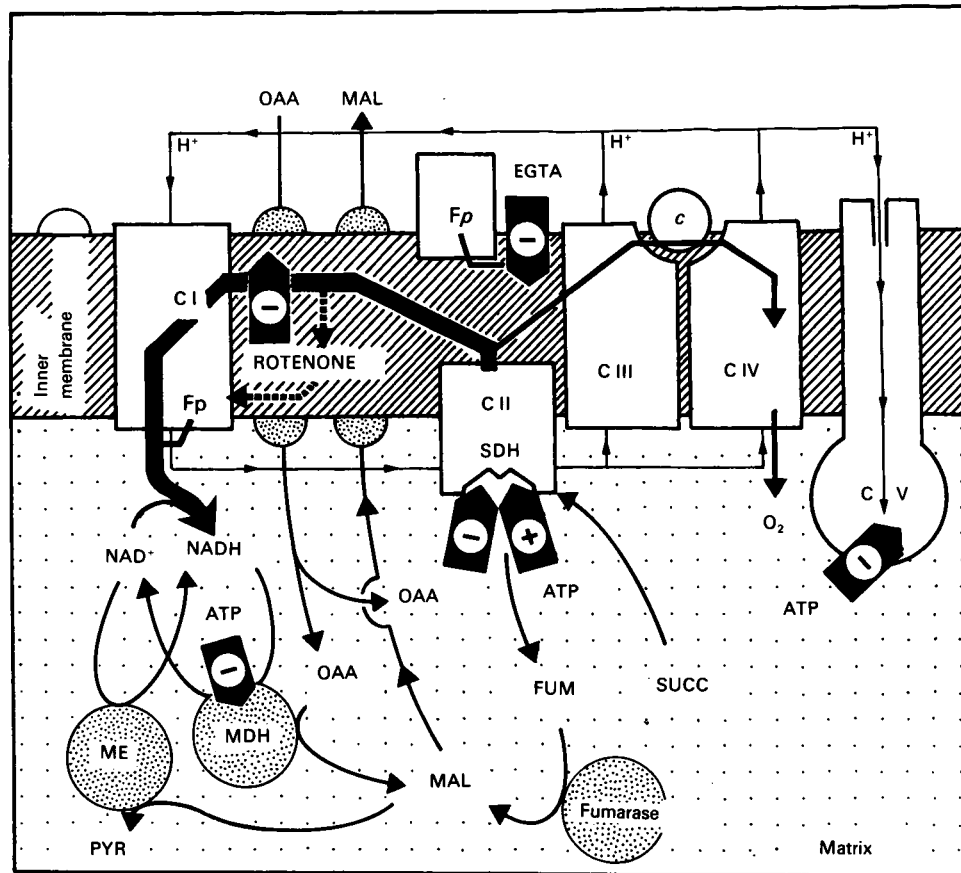 OAA
MAL
H⁺
H⁺
H⁺
EGTA
Fp
−
c
Inner
membrane
C I
−
ROTENONE
Fp
C II
SDH
C III
C IV
C V
−
+
O₂
−
ATP
NAD⁺
NADH
ATP
−
OAA
ATP
OAA
FUM
SUCC
ME
MDH
MAL
Fumarase
PYR
Matrix